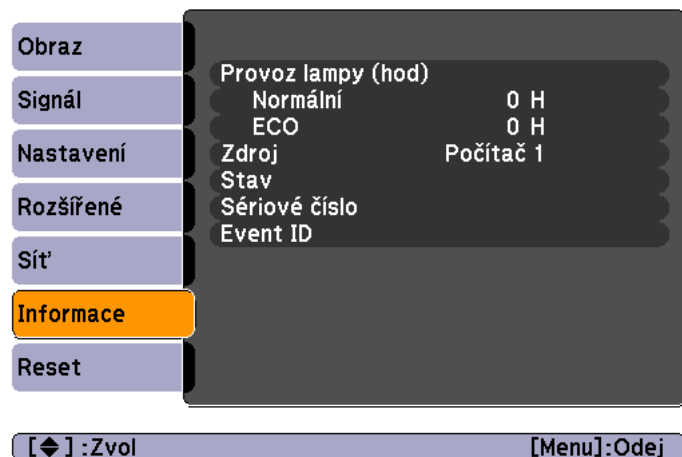 Obraz
Signál
Nastavení
Rozšířené
Síť
Informace
Reset
Provoz lampy (hod)
Normální 0 H
ECO 0 H
Zdroj Počítač 1
Stav
Sériové číslo
Event ID
[◆] :Zvol [Menu]:Odej